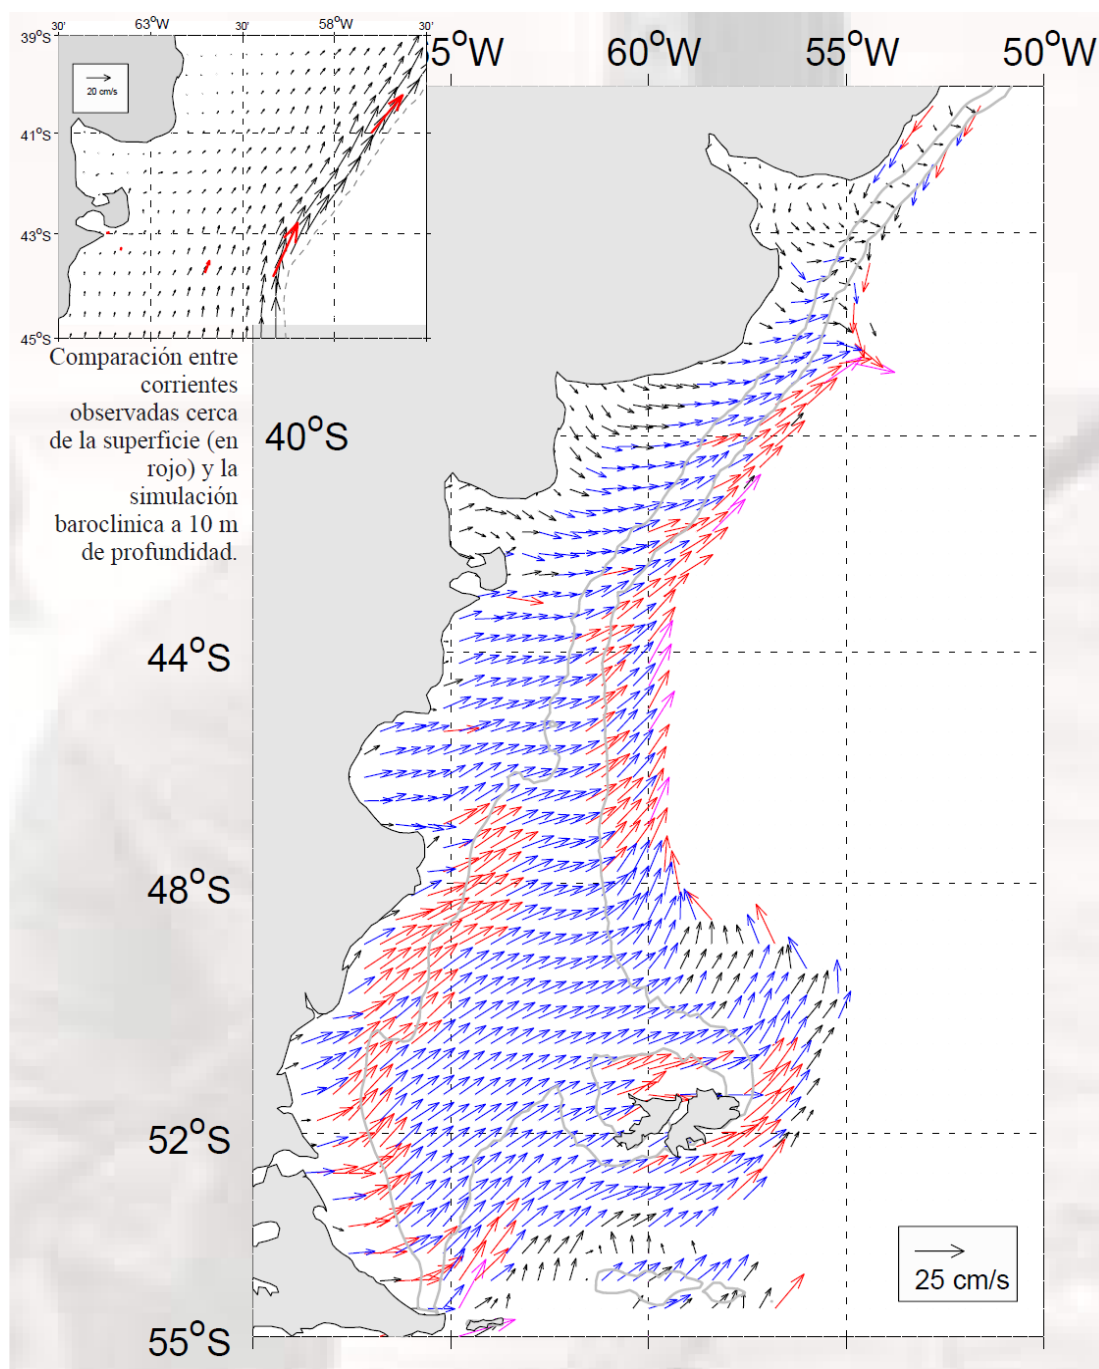 30' 63°W 30' 58°W 30'
39°S
20 cm/s
41°S
43°S
45°S
5°W 60°W 55°W 50°W
Comparación entre
corrientes
observadas cerca
de la superficie (en
rojo) y la
simulación
baroclinica a 10 m
de profundidad.
40°S
44°S
48°S
52°S
25 cm/s
55°S